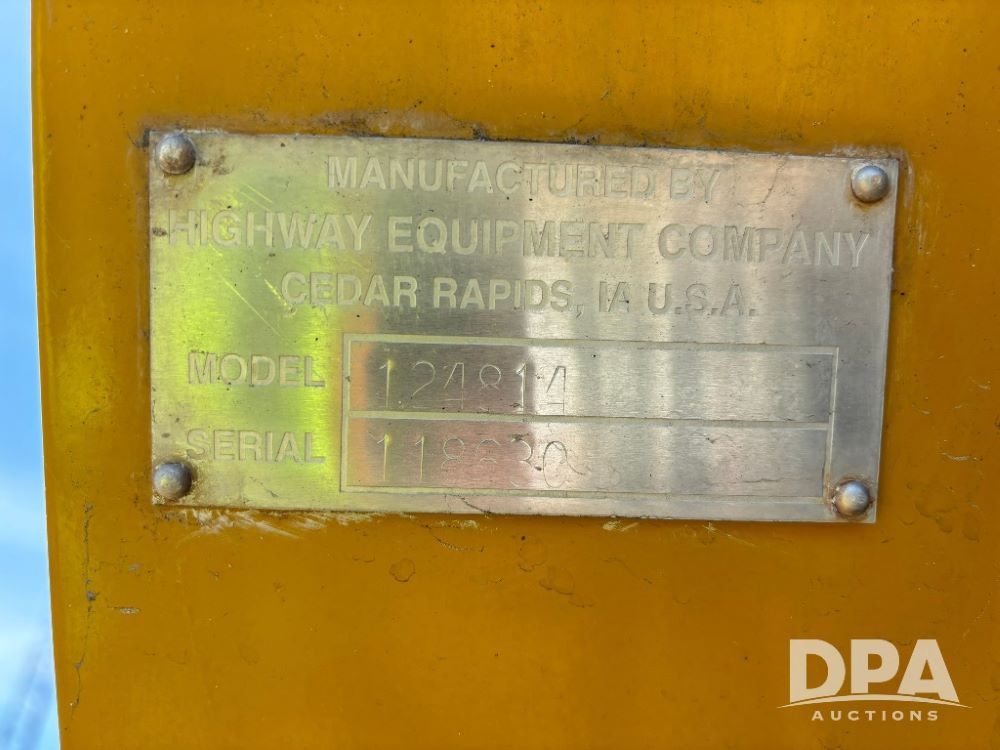 MANUFACTURED BY
HIGHWAY EQUIPMENT COMPANY
CEDAR RAPIDS, IA U.S.A.
MODEL 124814
SERIAL
DPA
AUCTIONS